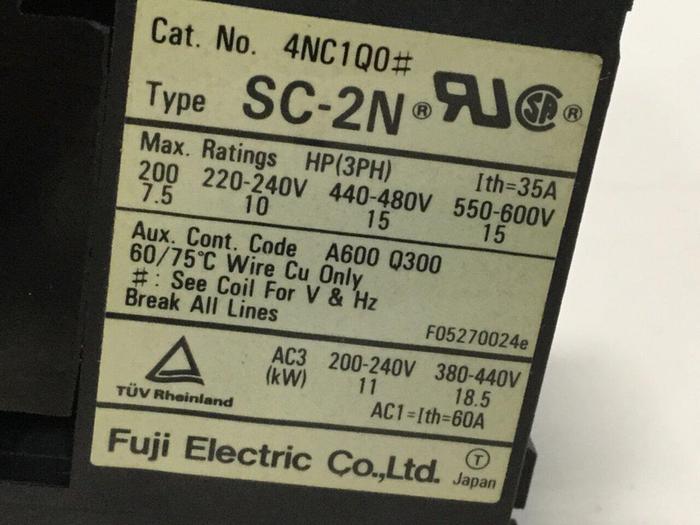 Cat. No. 4NC1Q0#
Type SC-2N® RU® SA®
Max. Ratings HP(3PH) Ith=35A
200 220-240V 440-480V 550-600V
7.5 10 15 15
Aux. Cont. Code A600 Q300
60/75℃ Wire Cu Only
#: See Coil For V & Hz
Break All Lines
F05270024e
AC3 200-240V 380-440V
(kW) 11 18.5
TÜV Rheinland
AC1=Ith=60A
Fuji Electric Co.,Ltd. T
Japan